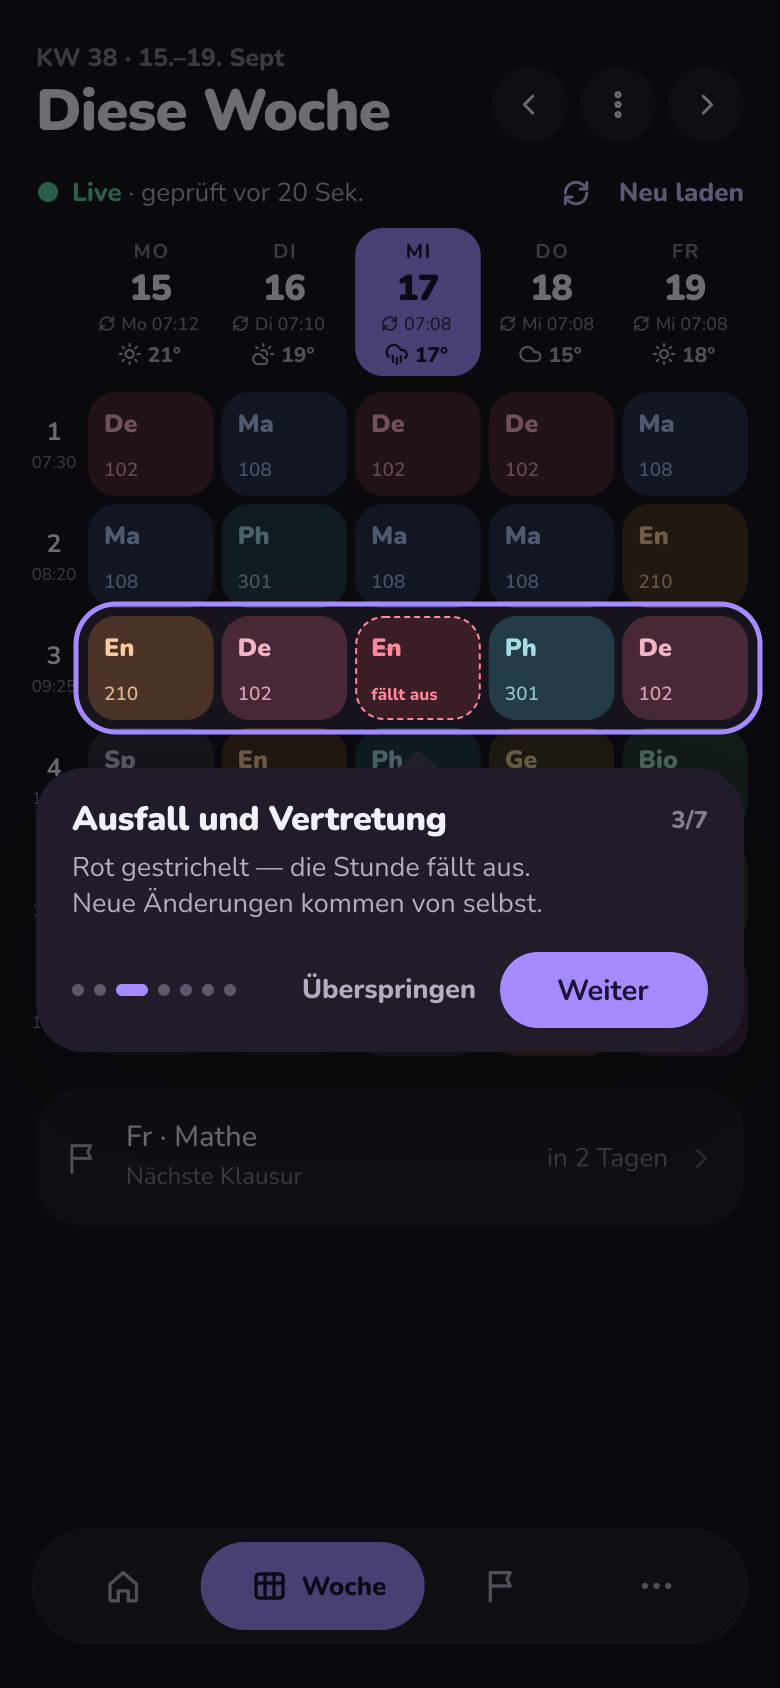 KW 38 · 15.–19. Sept
Diese Woche
Live · geprüft vor 20 Sek.
Neu laden
MO DI MI DO FR
15 16 17 18 19
Mo 07:12 Di 07:10 07:08 Mi 07:08 Mi 07:08
21° 19° 17° 15° 18°
1 De Ma De De Ma
07:30 102 108 102 102 108
2 Ma Ph Ma Ma En
08:20 108 301 108 108 210
3 En De En Ph De
09:25 210 102 fällt aus 301 102
4 Sp En Ph Ge Bio
Ausfall und Vertretung 3/7
Rot gestrichelt — die Stunde fällt aus.
Neue Änderungen kommen von selbst.
Überspringen Weiter
Fr · Mathe
Nächste Klausur
in 2 Tagen
Woche